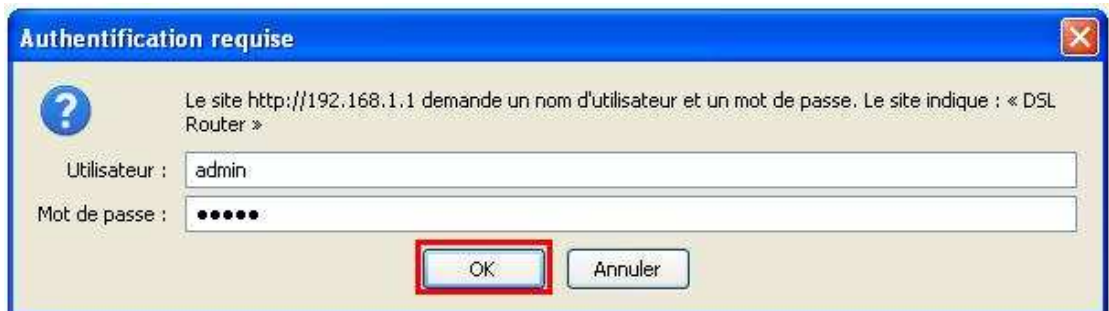 Authentification requise
Le site http://192.168.1.1 demande un nom d'utilisateur et un mot de passe. Le site indique : « DSL
Router »
Utilisateur : admin
Mot de passe : •••••
OK Annuler